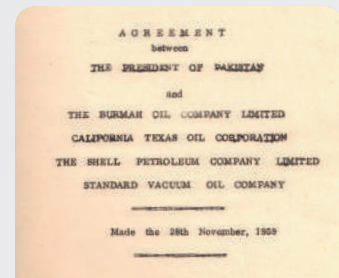 AGREEMENT
between
THE PRESIDENT OF PAKISTAN
and
THE BURMAH OIL COMPANY LIMITED
CALIFORNIA TEXAS OIL CORPORATION
THE SHELL PETROLEUM COMPANY LIMITED
STANDARD VACUUM OIL COMPANY
Made the 28th November, 1959